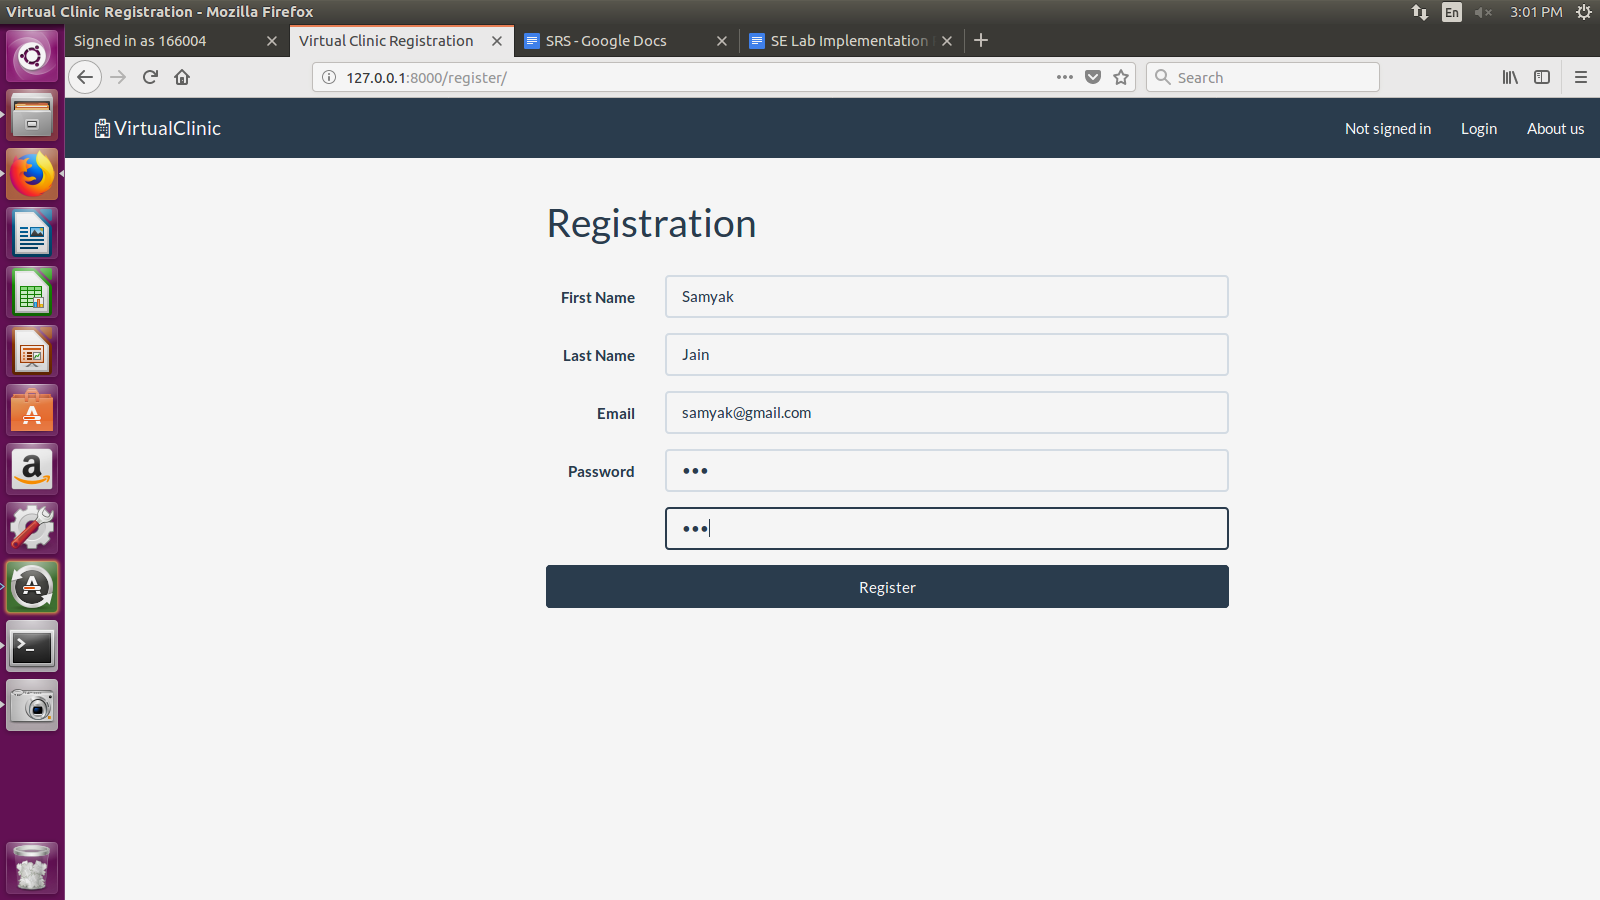 Virtual Clinic Registration - Mozilla Firefox
En
3:01 PM
Signed in as 166004
Virtual Clinic Registration
SRS - Google Docs
SE Lab Implementation
127.0.0.1:8000/register/
Search
VirtualClinic
Not signed in
Login
About us
Registration
First Name
Samyak
Last Name
Jain
Email
samyak@gmail.com
Password
•••
•••
Register